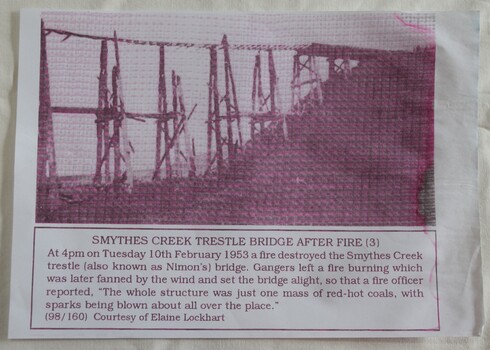 SMYTHES CREEK TRESTLE BRIDGE AFTER FIRE (3)
At 4pm on Tuesday 10th February 1953 a fire destroyed the Smythes Creek
trestle (also known as Nimon's) bridge. Gangers left a fire burning which
was later fanned by the wind and set the bridge alight, so that a fire officer
reported, "The whole structure was just one mass of red-hot coals, with
sparks being blown about all over the place."
(98/160) Courtesy of Elaine Lockhart